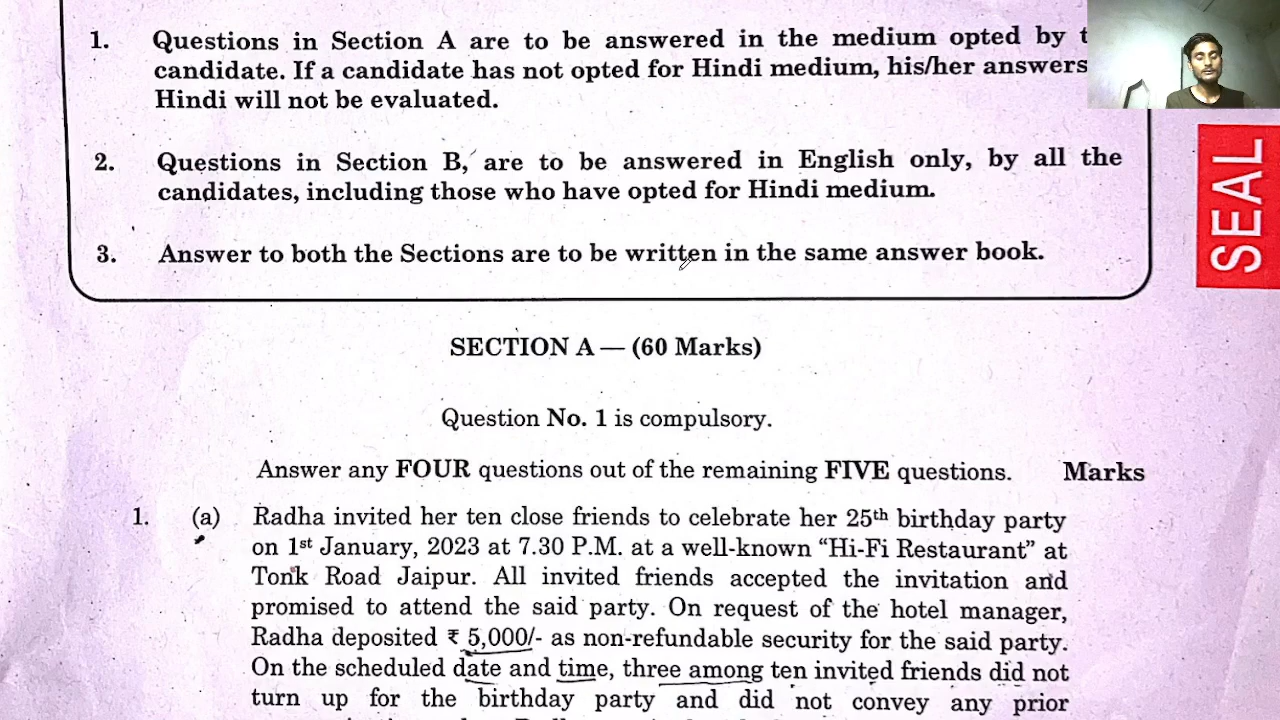 1. Questions in Section A are to be answered in the medium opted by
candidate. If a candidate has not opted for Hindi medium, his/her answers
Hindi will not be evaluated.
2. Questions in Section B, are to be answered in English only, by all the
candidates, including those who have opted for Hindi medium.
3. Answer to both the Sections are to be written in the same answer book.
SEAL
SECTION A — (60 Marks)
Question No. 1 is compulsory.
Answer any FOUR questions out of the remaining FIVE questions. Marks
1. (a) Radha invited her ten close friends to celebrate her 25th birthday party
on 1st January, 2023 at 7.30 P.M. at a well-known “Hi-Fi Restaurant” at
Tonk Road Jaipur. All invited friends accepted the invitation and
promised to attend the said party. On request of the hotel manager,
Radha deposited ₹ 5,000/- as non-refundable security for the said party.
On the scheduled date and time, three among ten invited friends did not
turn up for the birthday party and did not convey any prior